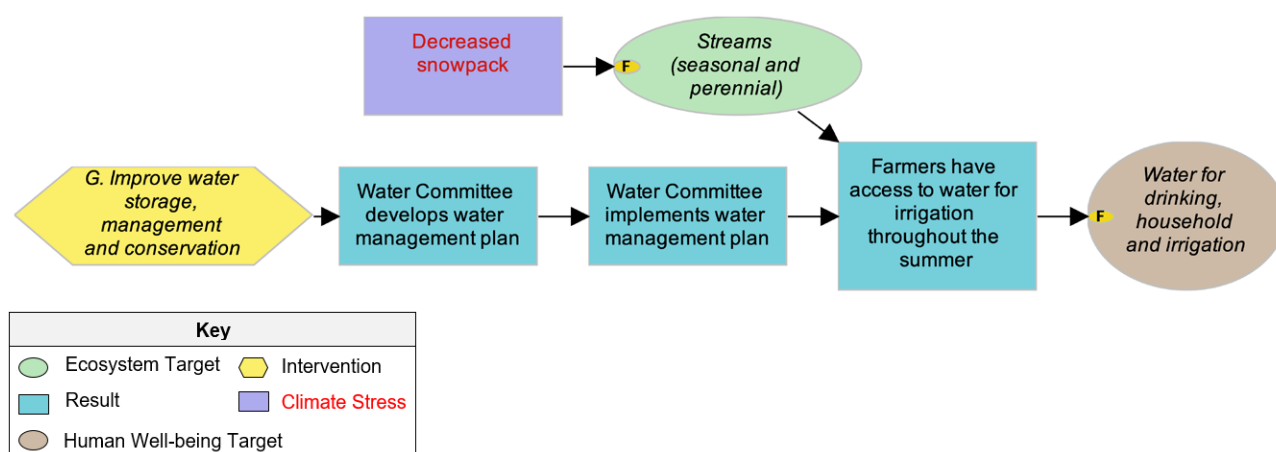 Decreased
snowpack
F
Streams
(seasonal and
perennial)
G. Improve water
storage,
management
and conservation
Water Committee
develops water
management plan
Water Committee
implements water
management plan
Farmers have
access to water for
irrigation
throughout the
summer
F
Water for
drinking,
household
and irrigation
Key
Ecosystem Target
Intervention
Result
Climate Stress
Human Well-being Target